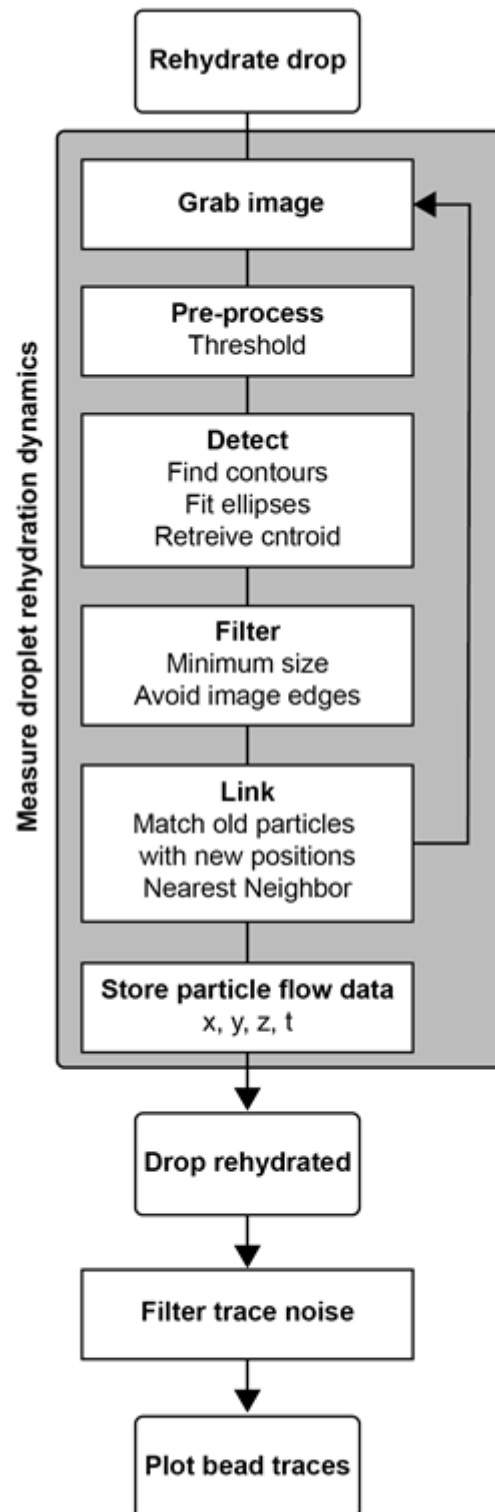 Rehydrate drop
Measure droplet rehydration dynamics
Grab image
Pre-process
Threshold
Detect
Find contours
Fit ellipses
Retreive cntroid
Filter
Minimum size
Avoid image edges
Link
Match old particles
with new positions
Nearest Neighbor
Store particle flow data
x, y, z, t
Drop rehydrated
Filter trace noise
Plot bead traces